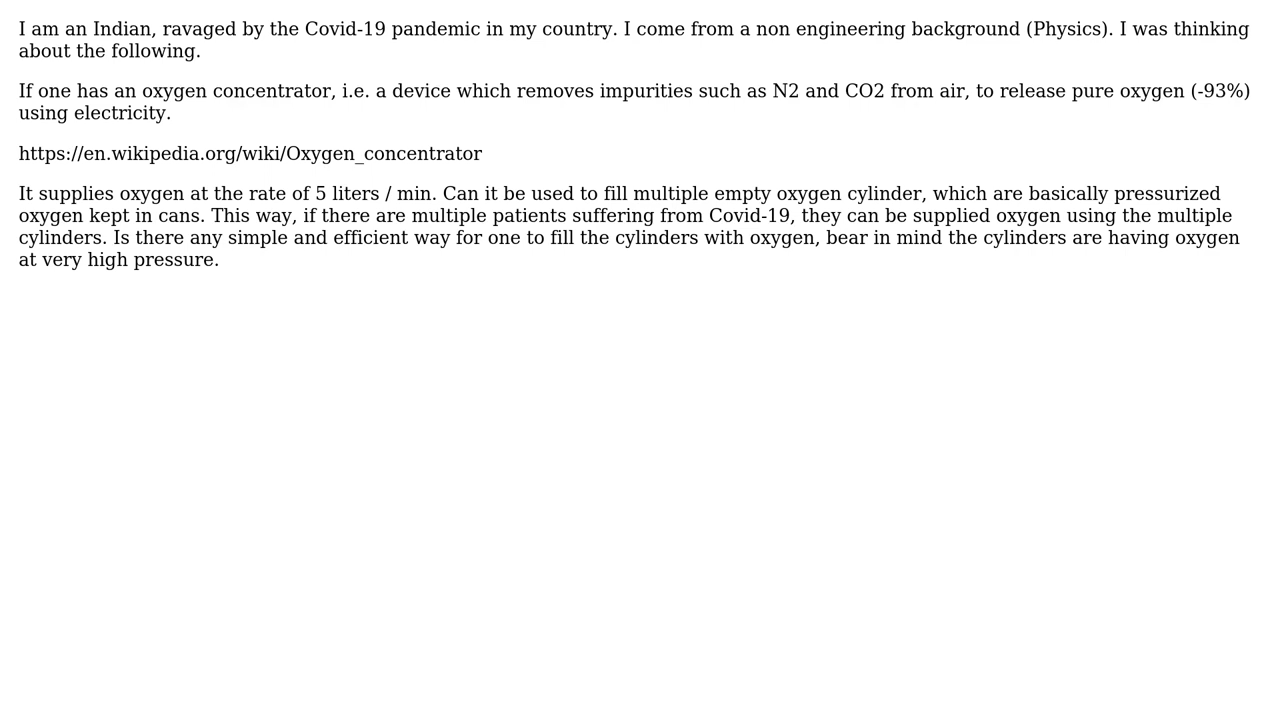 I am an Indian, ravaged by the Covid-19 pandemic in my country. I come from a non engineering background (Physics). I was thinking
about the following.
If one has an oxygen concentrator, i.e. a device which removes impurities such as N2 and CO2 from air, to release pure oxygen (-93%)
using electricity.
https://en.wikipedia.org/wiki/Oxygen_concentrator
It supplies oxygen at the rate of 5 liters / min. Can it be used to fill multiple empty oxygen cylinder, which are basically pressurized
oxygen kept in cans. This way, if there are multiple patients suffering from Covid-19, they can be supplied oxygen using the multiple
cylinders. Is there any simple and efficient way for one to fill the cylinders with oxygen, bear in mind the cylinders are having oxygen
at very high pressure.